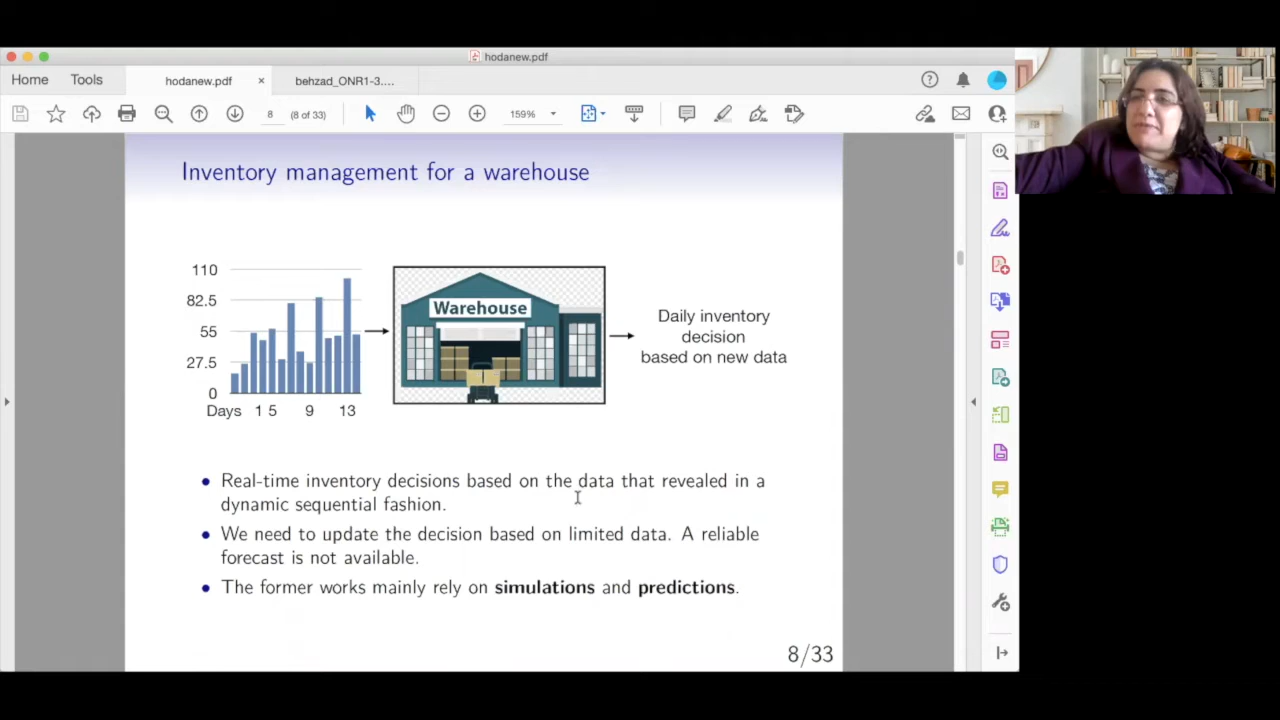 hodanew.pdf
Home Tools hodanew.pdf × behzad_ONR1-3....
8 (8 of 33) 159%
Inventory management for a warehouse
110
82.5
55
27.5
0
Days 1 5 9 13
Warehouse
Daily inventory
decision
based on new data
• Real-time inventory decisions based on the data that revealed in a
dynamic sequential fashion.
• We need to update the decision based on limited data. A reliable
forecast is not available.
• The former works mainly rely on simulations and predictions.
8/33